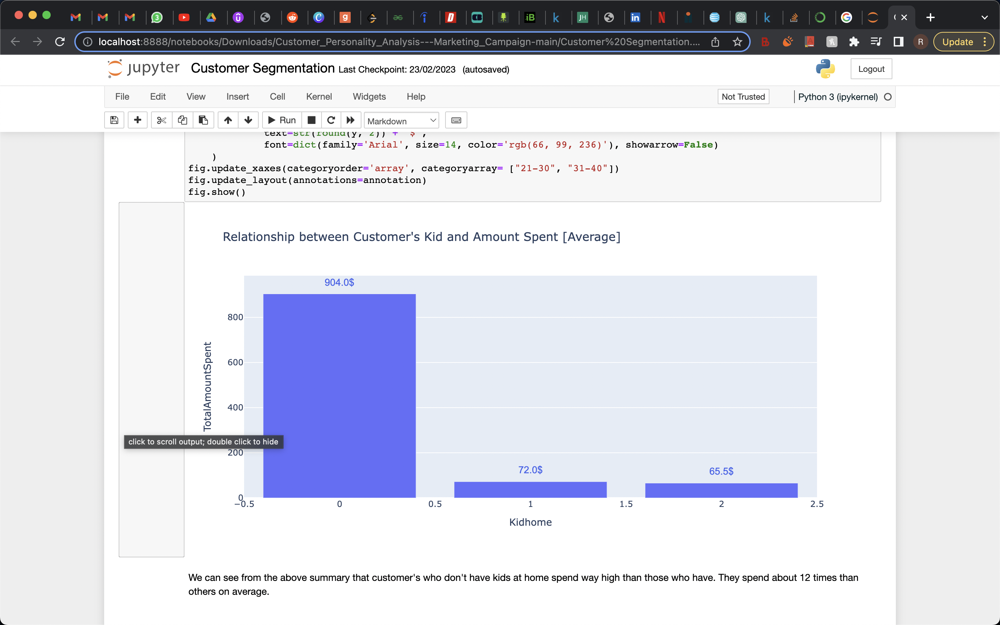 localhost:8888/notebooks/Downloads/Customer_Personality_Analysis---Marketing_Campaign-main/Customer%20Segmentation....
R
Update
jupyter Customer Segmentation Last Checkpoint: 23/02/2023 (autosaved)
Logout
File Edit View Insert Cell Kernel Widgets Help
Not Trusted
Python 3 (ipykernel)
Run
Markdown
text=str(round(y, 2)) + $ ,
font=dict(family='Arial', size=14, color='rgb(66, 99, 236)'), showarrow=False)
)
fig.update_xaxes(categoryorder='array', categoryarray= ["21-30", "31-40"])
fig.update_layout(annotations=annotation)
fig.show()
Relationship between Customer's Kid and Amount Spent [Average]
904.0$
72.0$
65.5$
800
600
400
200
0
TotalAmountSpent
click to scroll output; double click to hide
−0.5 0 0.5 1 1.5 2 2.5
Kidhome
We can see from the above summary that customer's who don't have kids at home spend way high than those who have. They spend about 12 times than
others on average.